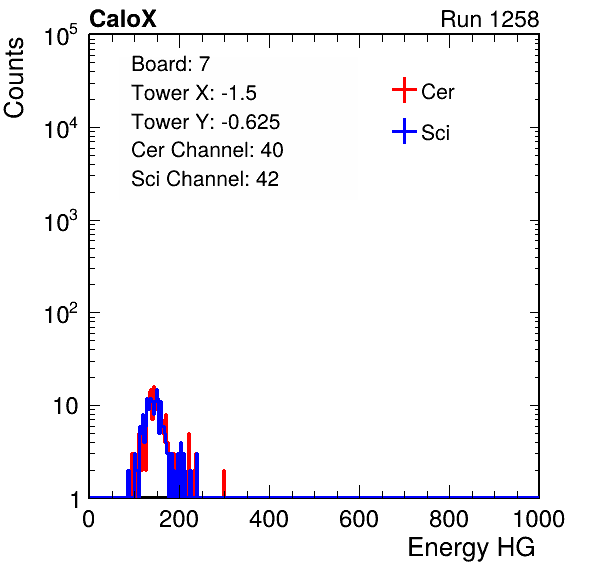 CaloX Run 1258
Counts
10^5
10^4
10^3
10^2
10
1
Board: 7
Tower X: -1.5
Tower Y: -0.625
Cer Channel: 40
Sci Channel: 42
Cer
Sci
0 200 400 600 800 1000
Energy HG